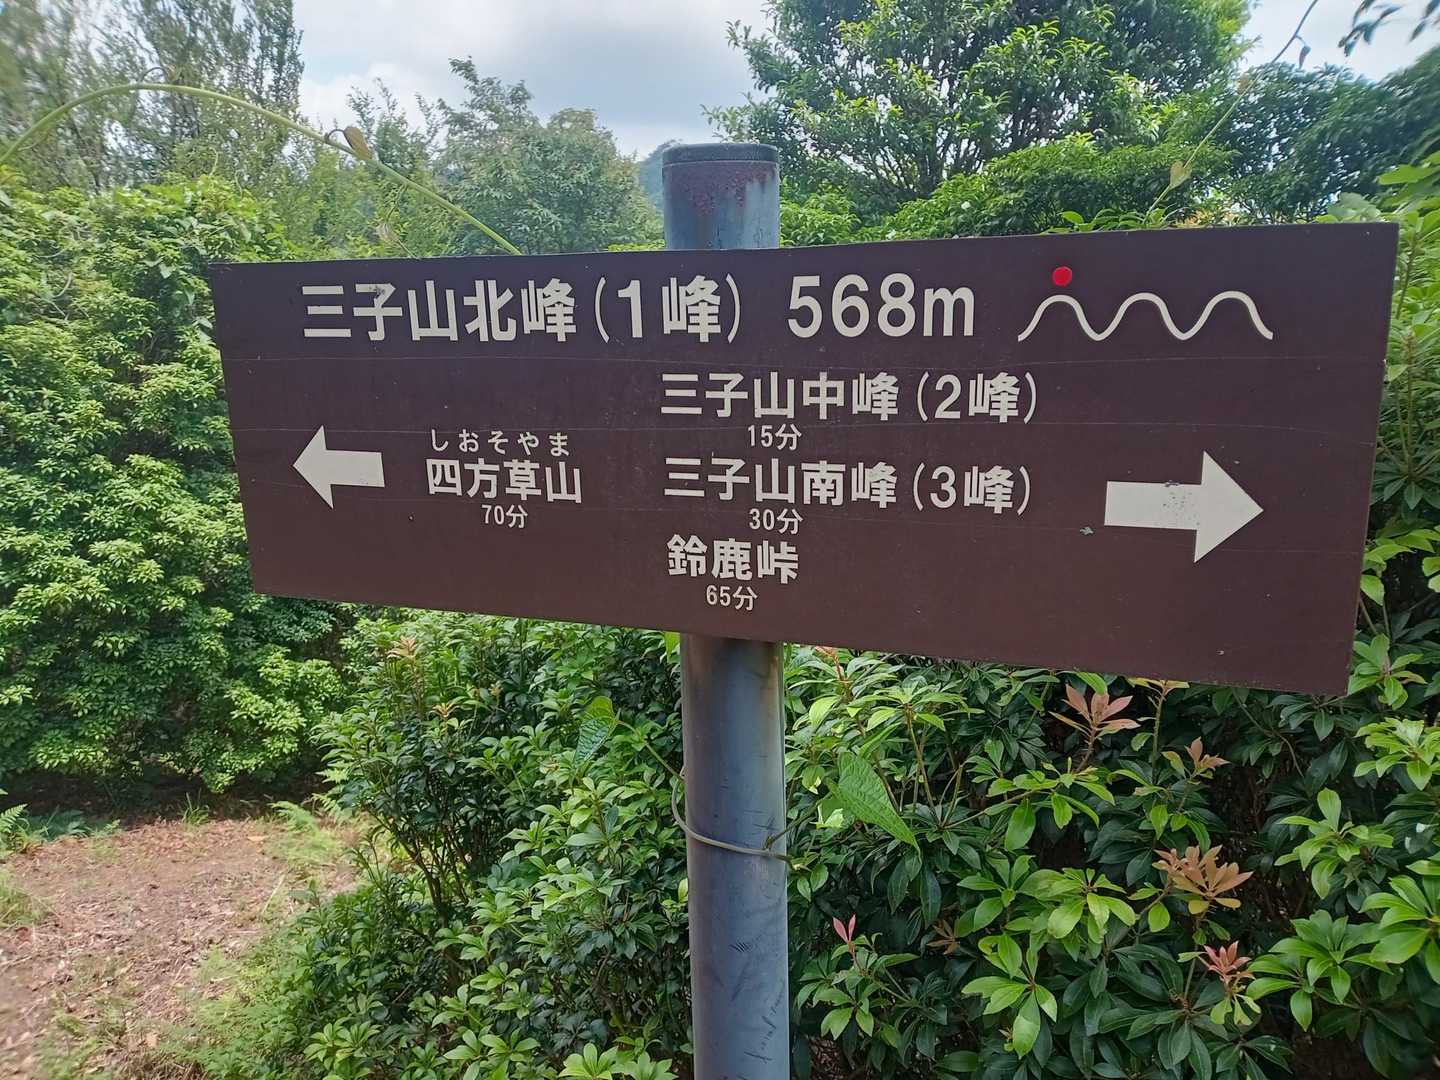 三子山北峰(1峰) 568m
三子山中峰(2峰)
15分
しおそやま
四方草山
70分
三子山南峰(3峰)
30分
鈴鹿峠
65分